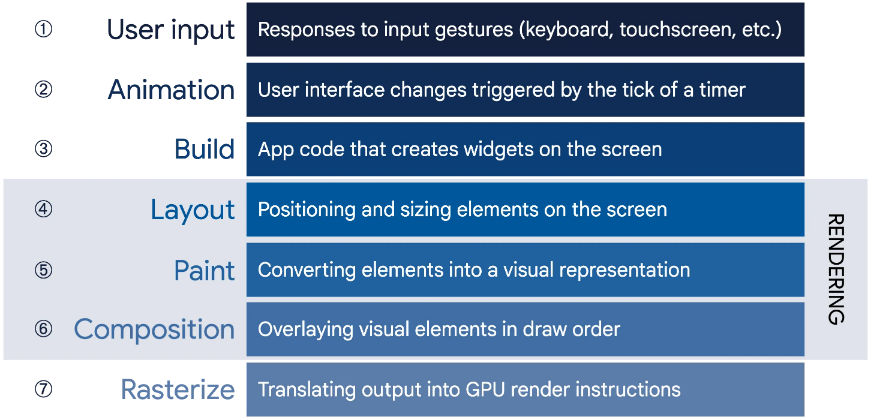 ① User input Responses to input gestures (keyboard, touchscreen, etc.)
② Animation User interface changes triggered by the tick of a timer
③ Build App code that creates widgets on the screen
④ Layout Positioning and sizing elements on the screen
⑤ Paint Converting elements into a visual representation
⑥ Composition Overlaying visual elements in draw order
⑦ Rasterize Translating output into GPU render instructions
RENDERING